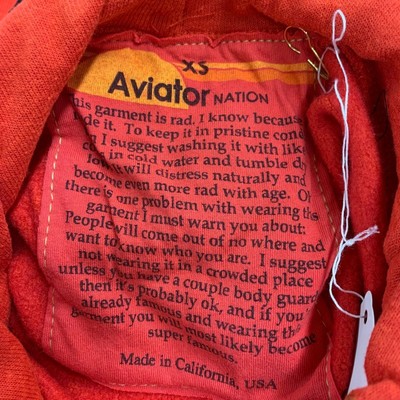 XS
Aviator NATION
his garment is rad. I know because
de it. To keep it in pristine cond
I suggest washing it with like
in cold water and tumble d
it will distress naturally and
become even more rad with age. O
there is one problem with wearing th
garment I must warn you about:
People will come out of no where and
want to know who you are. I suggest
not wearing it in a crowded place
unless you have a couple body guard
then it's probably ok, and if you
already famous and wearing the
garment you will most likely become
super famous.
Made in California, USA